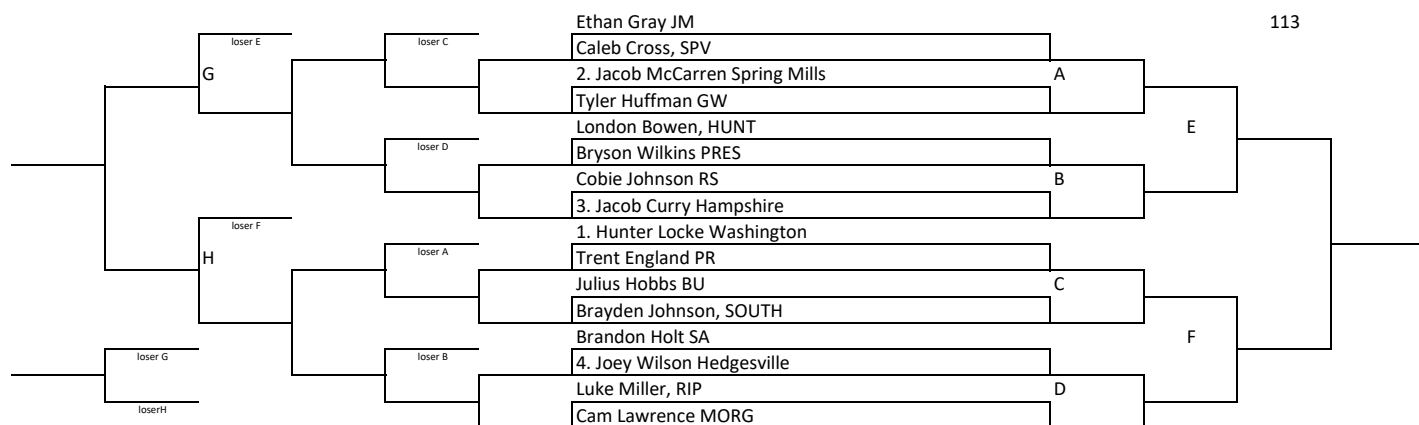 Ethan Gray JM 113
loser E loser C Caleb Cross, SPV
G 2. Jacob McCarren Spring Mills A
Tyler Huffman GW
London Bowen, HUNT E
loser D Bryson Wilkins PRES
Cobie Johnson RS B
3. Jacob Curry Hampshire
loser F 1. Hunter Locke Washington
H loser A Trent England PR
Julius Hobbs BU C
Brayden Johnson, SOUTH
Brandon Holt SA F
loser G loser B 4. Joey Wilson Hedgesville
Luke Miller, RIP D
loserH Cam Lawrence MORG